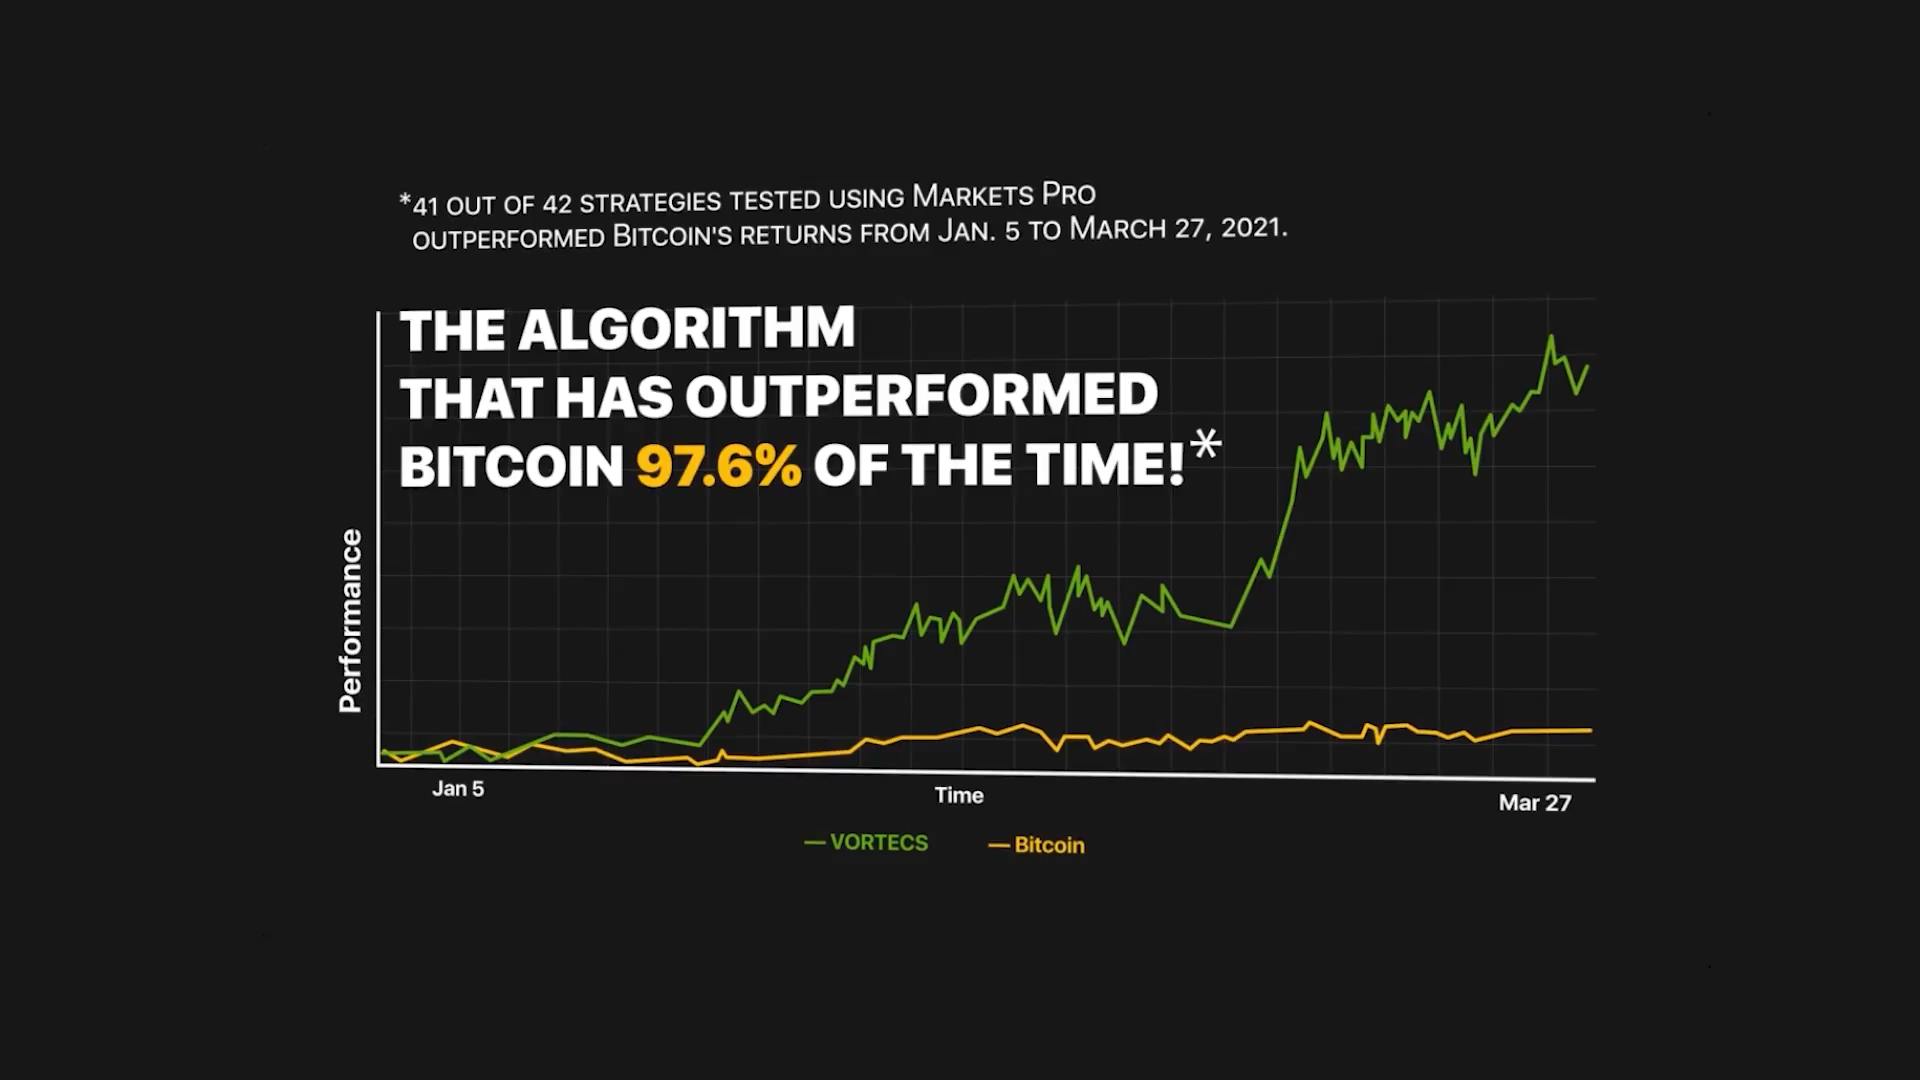 *41 OUT OF 42 STRATEGIES TESTED USING MARKETS PRO
OUTPERFORMED BITCOIN'S RETURNS FROM JAN. 5 TO MARCH 27, 2021.
THE ALGORITHM
THAT HAS OUTPERFORMED
BITCOIN 97.6% OF THE TIME!*
Performance
Jan 5
Time
Mar 27
VORTECS
Bitcoin